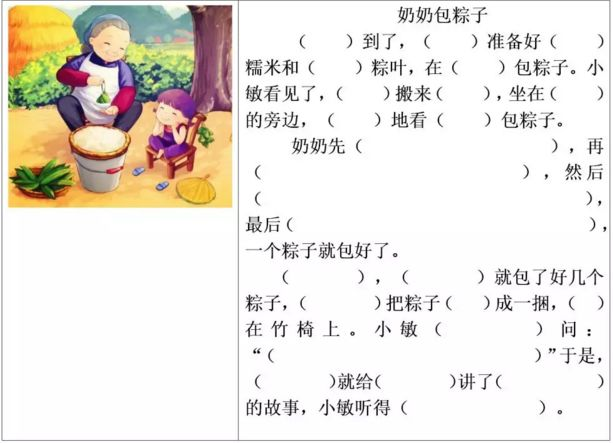 奶奶包粽子
（　　）到了，（　　）准备好（　　）
糯米和（　　）粽叶，在（　　）包粽子。小
敏看见了，（　　）搬来（　　），坐在（　　）
的旁边，（　　）地看（　　）包粽子。
奶奶先（　　　　　　　　），再
（　　　　　　　　　　　　），然后
（　　　　　　　　　　　　　　），
最后（　　　　　　　　　　　　　），
一个粽子就包好了。
（　　　），（　　　）就包了好几个
粽子，（　　　）把粽子（　）成一捆，（　）
在竹椅上。小敏（　　　　）问：
“（　　　　　　　　　　　）”于是，
（　　　）就给（　　　）讲了（　　　　）
的故事，小敏听得（　　　　　）。